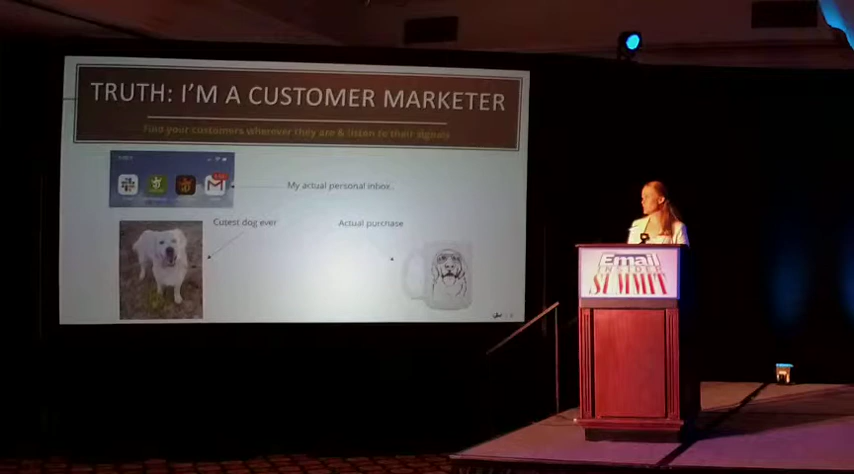 TRUTH: I'M A CUSTOMER MARKETER
Find your customers wherever they are & listen to their signals
My actual personal inbox.
Cutest dog ever
Actual purchase
Email
INSIDER
SUMMIT